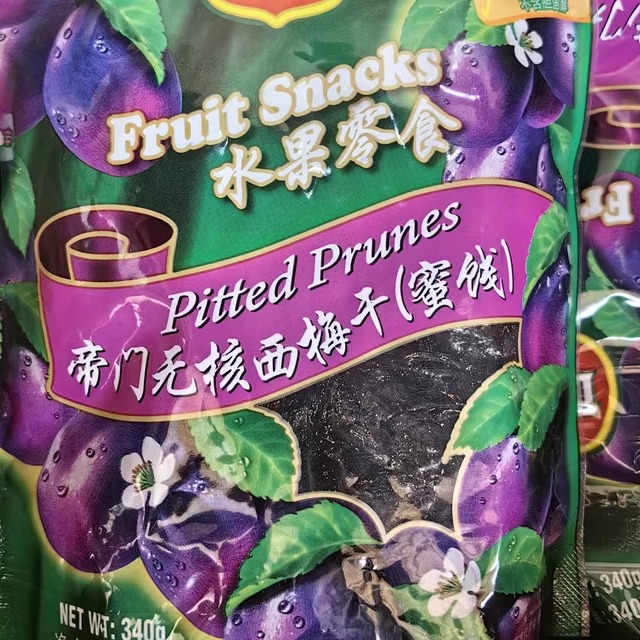 Fruit Snacks
水果零食
Pitted Prunes
帝门无核西梅干(蜜饯)
NET WT: 340g
340g